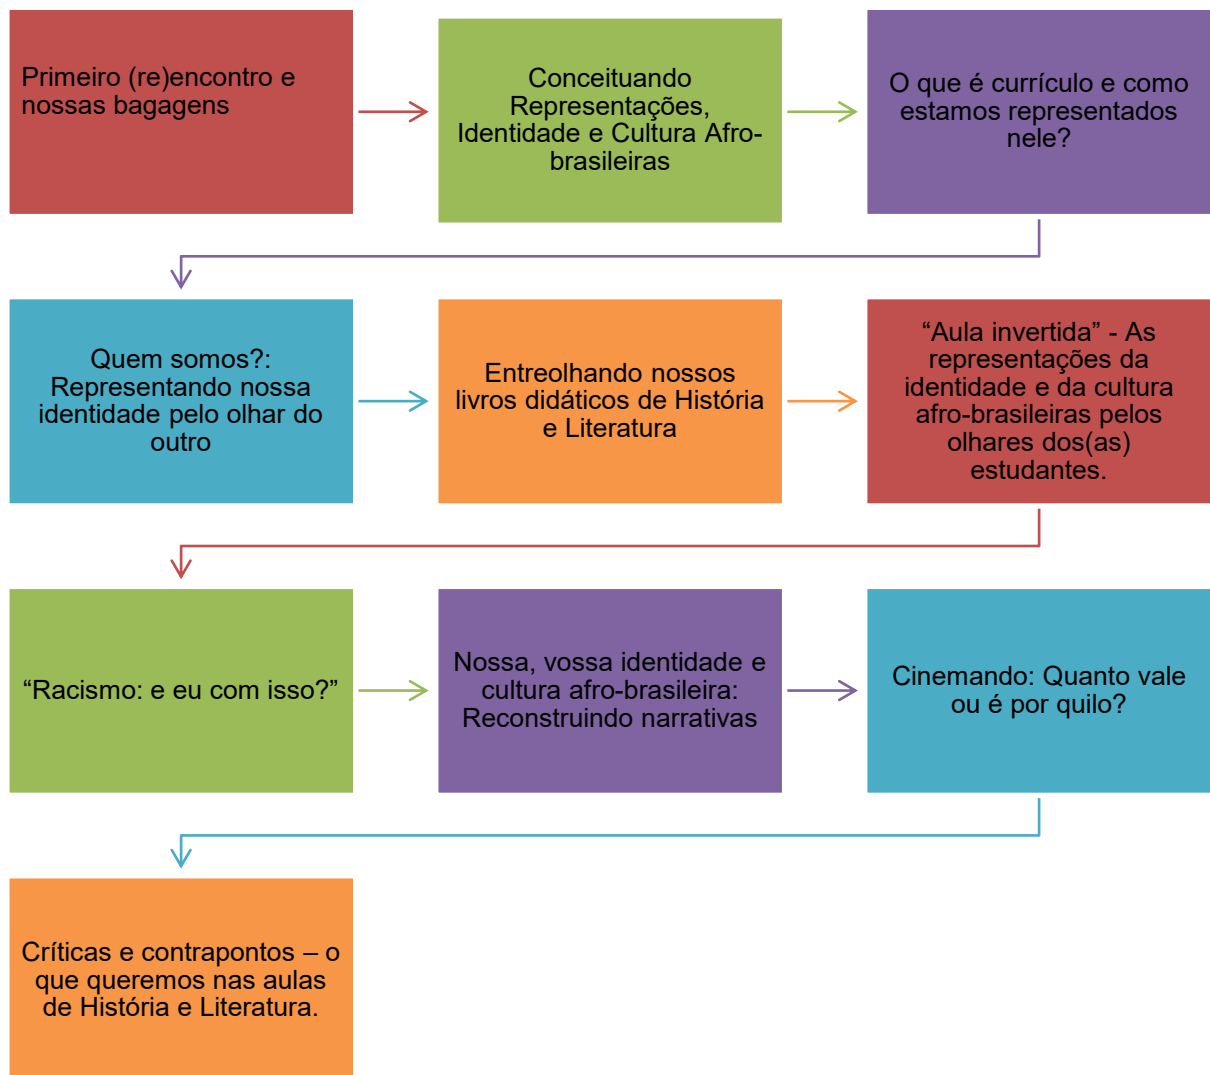 Primeiro (re)encontro e
nossas bagagens
Conceituando
Representações,
Identidade e Cultura Afro-
brasileiras
O que é currículo e como
estamos representados
nele?
Quem somos?:
Representando nossa
identidade pelo olhar do
outro
Entreolhando nossos
livros didáticos de História
e Literatura
“Aula invertida” - As
representações da
identidade e da cultura
afro-brasileiras pelos
olhares dos(as)
estudantes.
“Racismo: e eu com isso?”
Nossa, vossa identidade e
cultura afro-brasileira:
Reconstruindo narrativas
Cinemando: Quanto vale
ou é por quilo?
Críticas e contrapontos – o
que queremos nas aulas
de História e Literatura.